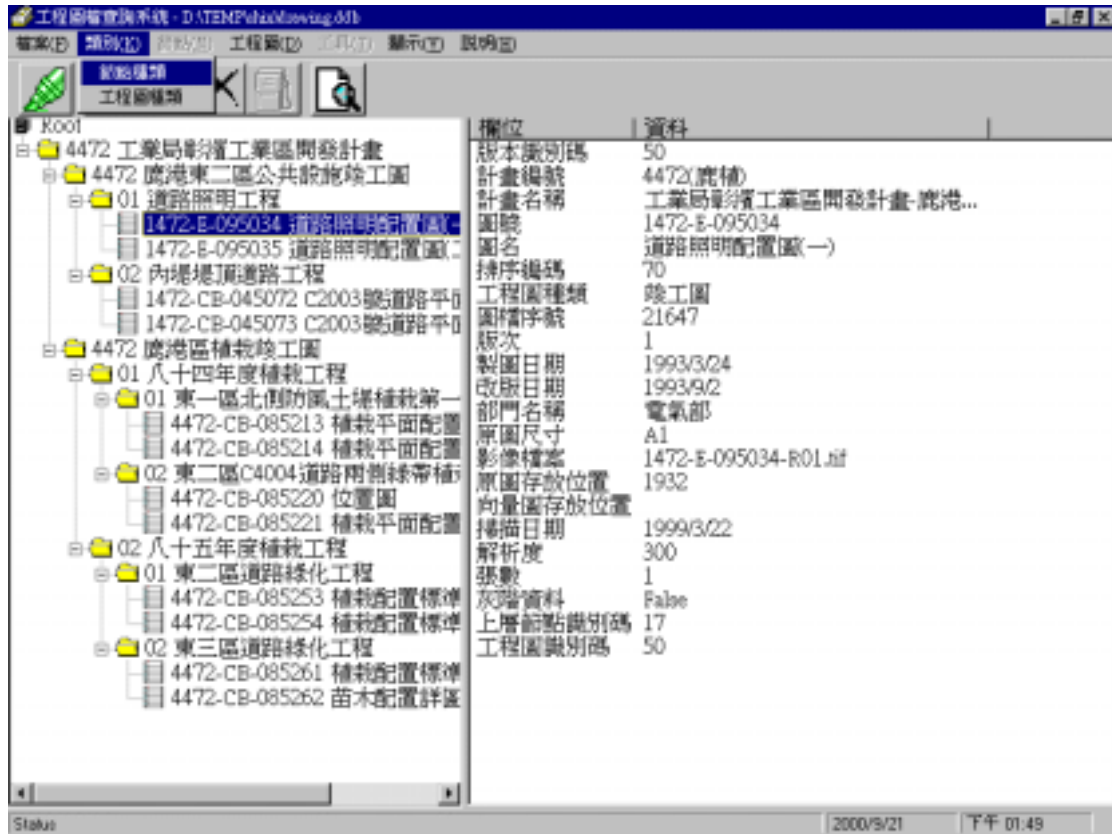 工程圖檔查詢系統 - D:\TEMP\shix\drawing.ddb
檔案(F) 類別(K) 工程圖(D) 工具(T) 顯示(Y) 說明(E)
節點種類
工程圖種類
Root
4472 工業局彰濱工業區開發計畫
4472 鹿港東二區公共設施竣工圖
01 道路照明工程
1472-E-095034 道路照明配置圖(一
1472-E-095035 道路照明配置圖(二
02 內堤堤頂道路工程
1472-CB-045072 C2003號道路平面
1472-CB-045073 C2003號道路平面
4472 鹿港區植栽竣工圖
01 八十四年度植栽工程
01 東一區北側防風土堤植栽第一
4472-CB-085213 植栽平面配置
4472-CB-085214 植栽平面配置
02 東二區C4004道路兩側綠帶植
4472-CB-085220 位置圖
4472-CB-085221 植栽平面配置
02 八十五年度植栽工程
01 東二區道路綠化工程
4472-CB-085253 植栽配置標準
4472-CB-085254 植栽配置標準
02 東三區道路綠化工程
4472-CB-085261 植栽配置標準
4472-CB-085262 苗木配置詳圖
欄位 資料
版本識別碼 50
計畫編號 4472(鹿植)
計畫名稱 工業局彰濱工業區開發計畫-鹿港...
圖號 1472-E-095034
圖名 道路照明配置圖(一)
排序編碼 70
工程圖種類 竣工圖
圖檔序號 21647
版次 1
製圖日期 1993/3/24
改版日期 1993/9/2
部門名稱 電氣部
原圖尺寸 A1
影像檔案 1472-E-095034-R01.tif
原圖存放位置 1932
向量圖存放位置
掃描日期 1999/3/22
解析度 300
張數 1
灰階資料 False
上層節點識別碼 17
工程圖識別碼 50
Status 2000/9/21 下午 01:49